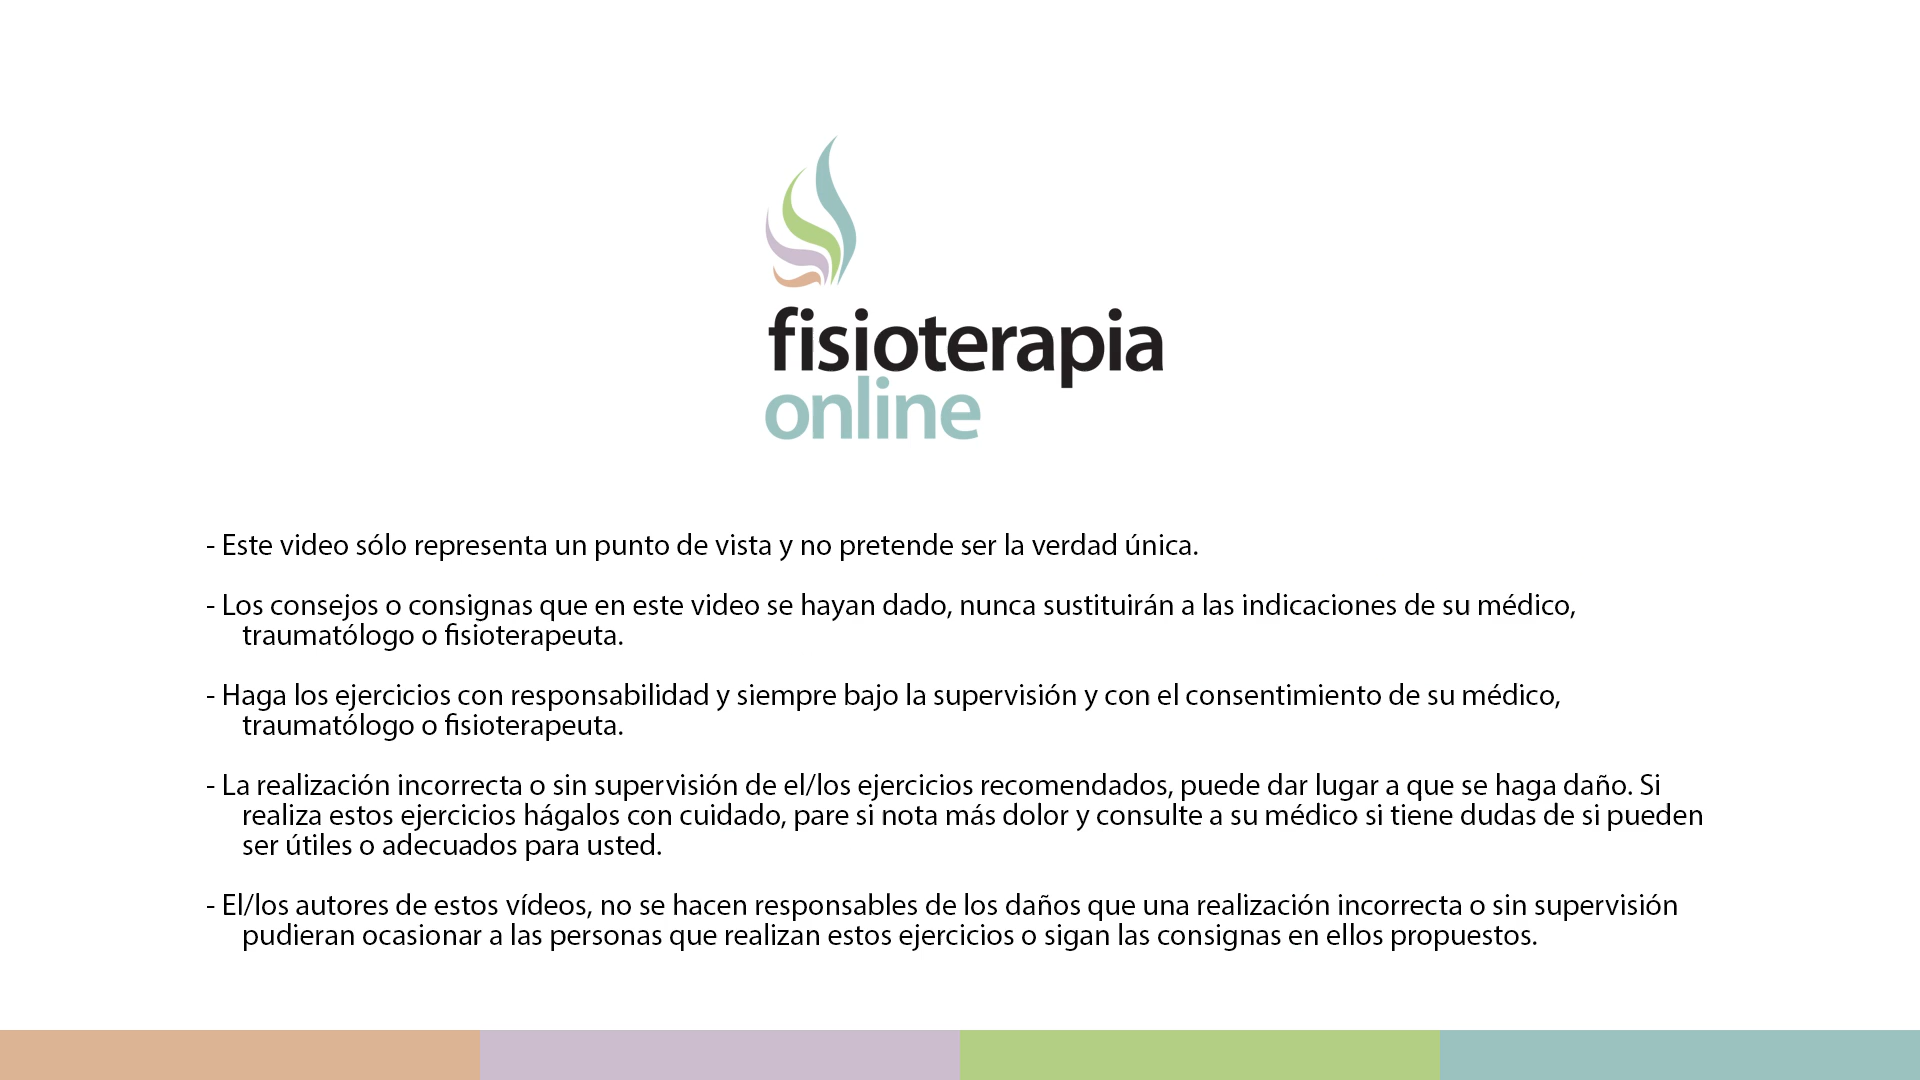 fisioterapia
online
- Este video sólo representa un punto de vista y no pretende ser la verdad única.
- Los consejos o consignas que en este video se hayan dado, nunca sustituirán a las indicaciones de su médico,
traumatólogo o fisioterapeuta.
- Haga los ejercicios con responsabilidad y siempre bajo la supervisión y con el consentimiento de su médico,
traumatólogo o fisioterapeuta.
- La realización incorrecta o sin supervisión de el/los ejercicios recomendados, puede dar lugar a que se haga daño. Si
realiza estos ejercicios hágalos con cuidado, pare si nota más dolor y consulte a su médico si tiene dudas de si pueden
ser útiles o adecuados para usted.
- El/los autores de estos vídeos, no se hacen responsables de los daños que una realización incorrecta o sin supervisión
pudieran ocasionar a las personas que realizan estos ejercicios o sigan las consignas en ellos propuestos.